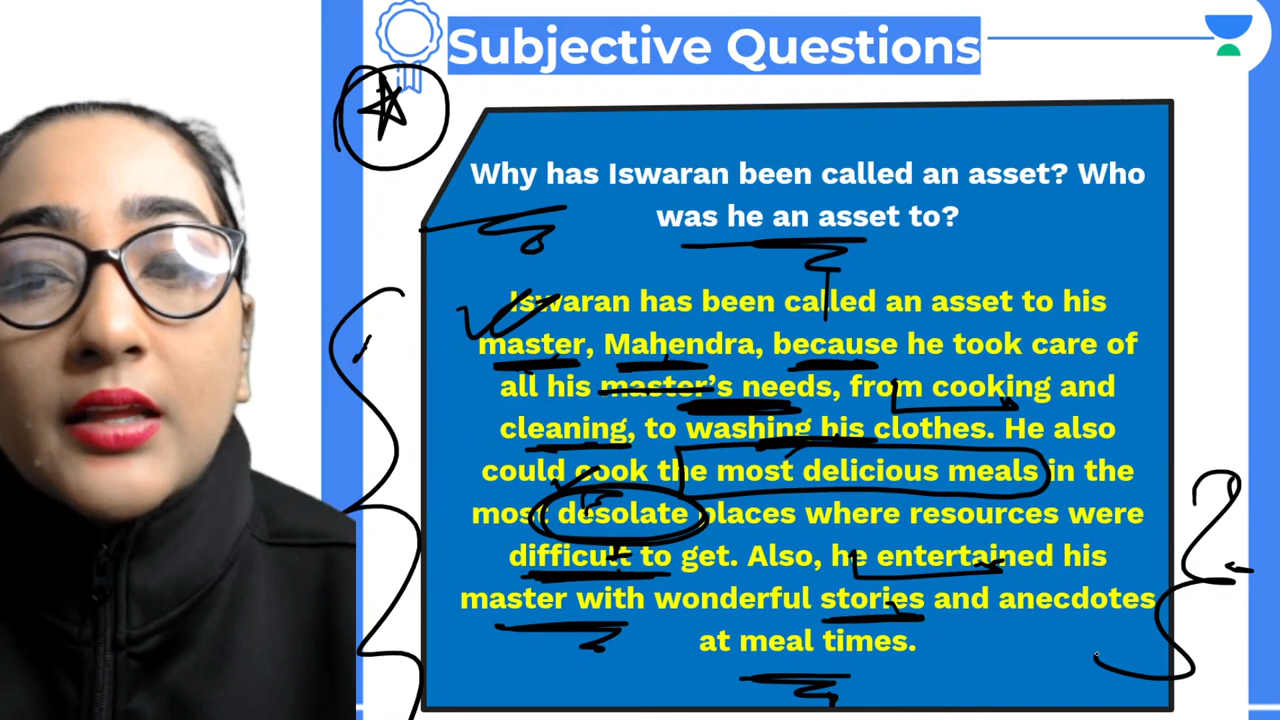 Subjective Questions
Why has Iswaran been called an asset? Who
was he an asset to?
Iswaran has been called an asset to his
master, Mahendra, because he took care of
all his master's needs, from cooking and
cleaning, to washing his clothes. He also
could cook the most delicious meals in the
most desolate places where resources were
difficult to get. Also, he entertained his
master with wonderful stories and anecdotes
at meal times.